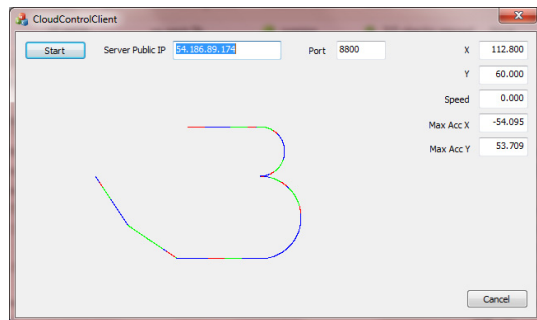 CloudControlClient
Start Server Public IP 54.186.89.174 Port 8800 X 112.800
Y 60.000
Speed 0.000
Max Acc X -54.095
Max Acc Y 53.709
Cancel